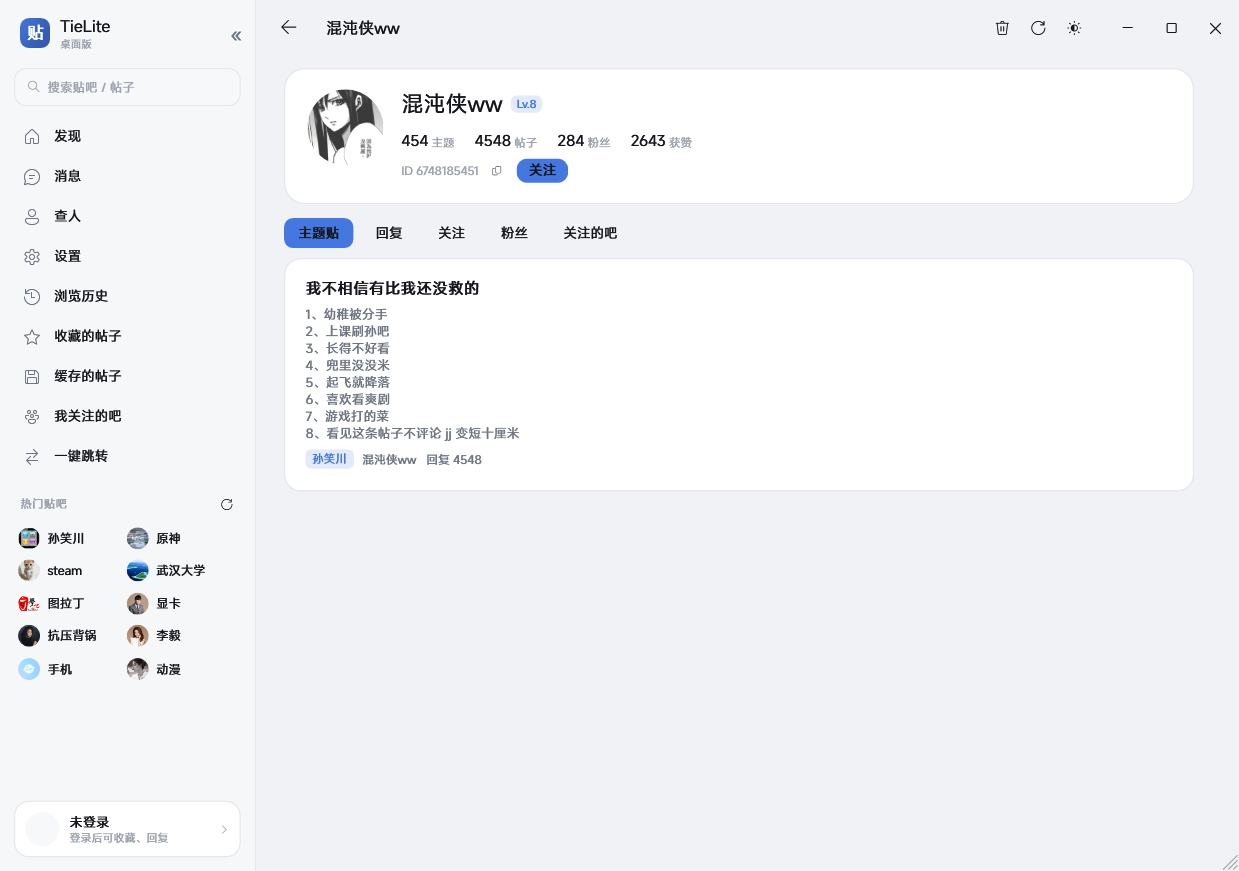 贴
TieLite
桌面版
搜索贴吧 / 帖子
发现
消息
查人
设置
浏览历史
收藏的帖子
缓存的帖子
我关注的吧
一键跳转
热门贴吧
孙笑川
原神
steam
武汉大学
图拉丁
显卡
抗压背锅
李毅
手机
动漫
未登录
登录后可收藏、回复
混沌侠ww
混沌侠ww Lv.8
454 主题 4548 帖子 284 粉丝 2643 获赞
ID 6748185451 关注
主题贴 回复 关注 粉丝 关注的吧
我不相信有比我还没救的
1、幼稚被分手
2、上课刷孙吧
3、长得不好看
4、兜里没没米
5、起飞就降落
6、喜欢看爽剧
7、游戏打的菜
8、看见这条帖子不评论 jj 变短十厘米
孙笑川 混沌侠ww 回复 4548